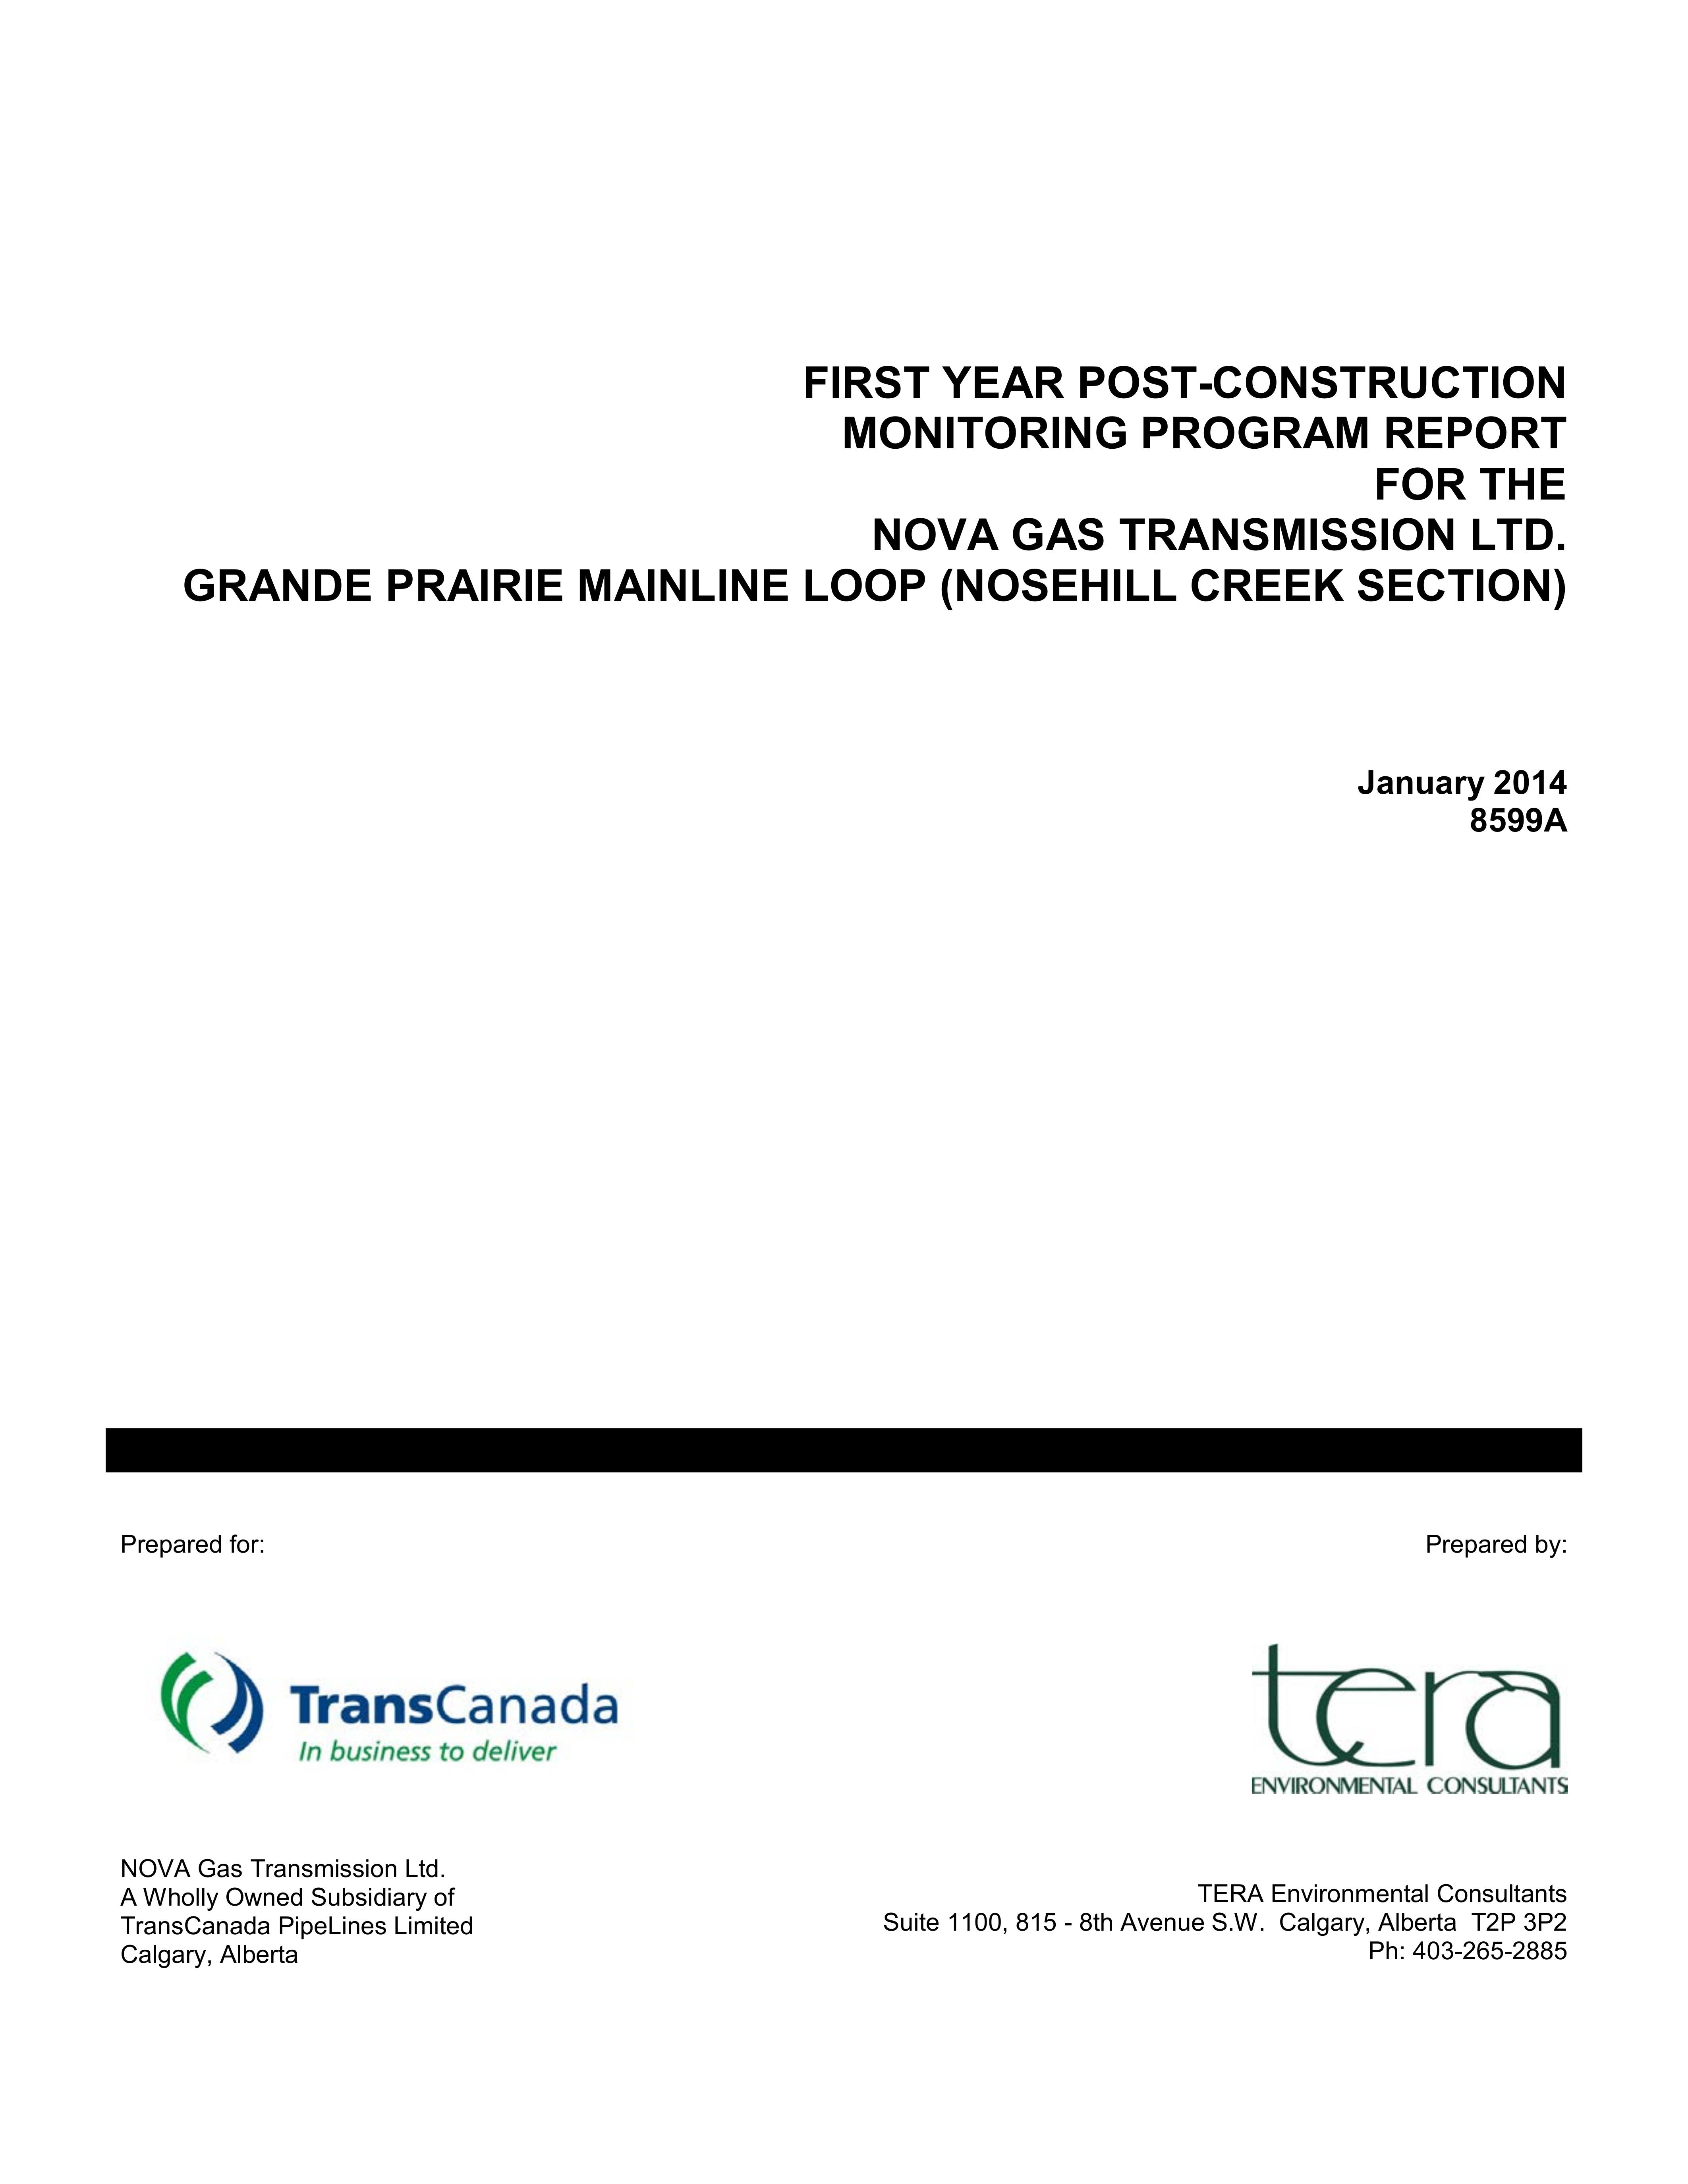 FIRST YEAR POST-CONSTRUCTION
MONITORING PROGRAM REPORT
FOR THE
NOVA GAS TRANSMISSION LTD.
GRANDE PRAIRIE MAINLINE LOOP (NOSEHILL CREEK SECTION)
January 2014
8599A
Prepared for:
Prepared by:
TransCanada
In business to deliver
tera
ENVIRONMENTAL CONSULTANTS
NOVA Gas Transmission Ltd.
A Wholly Owned Subsidiary of
TransCanada PipeLines Limited
Calgary, Alberta
TERA Environmental Consultants
Suite 1100, 815 - 8th Avenue S.W.  Calgary, Alberta  T2P 3P2
Ph: 403-265-2885